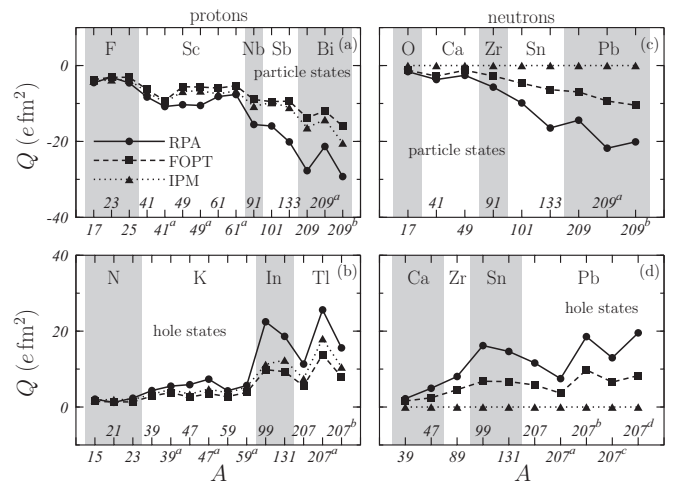 protons
neutrons
F Sc Nb Sb Bi (a)
particle states
RPA
FOPT
IPM
Q (e fm²)
0
-20
-40
23 41 49 61 91 133 209ᵃ
17 25 41ᵃ 49ᵃ 61ᵃ 101 209 209ᵇ
O Ca Zr Sn Pb (c)
particle states
41 91 133 209ᵃ
17 49 101 209 209ᵇ
N K In Tl (b)
hole states
Q (e fm²)
40
20
0
21 39 47 59 99 207 207ᵇ
15 23 39ᵃ 47ᵃ 59ᵃ 131 207ᵃ
A
Ca Zr Sn Pb (d)
hole states
47 99 207 207ᵇ 207ᵈ
39 89 131 207ᵃ 207ᶜ
A